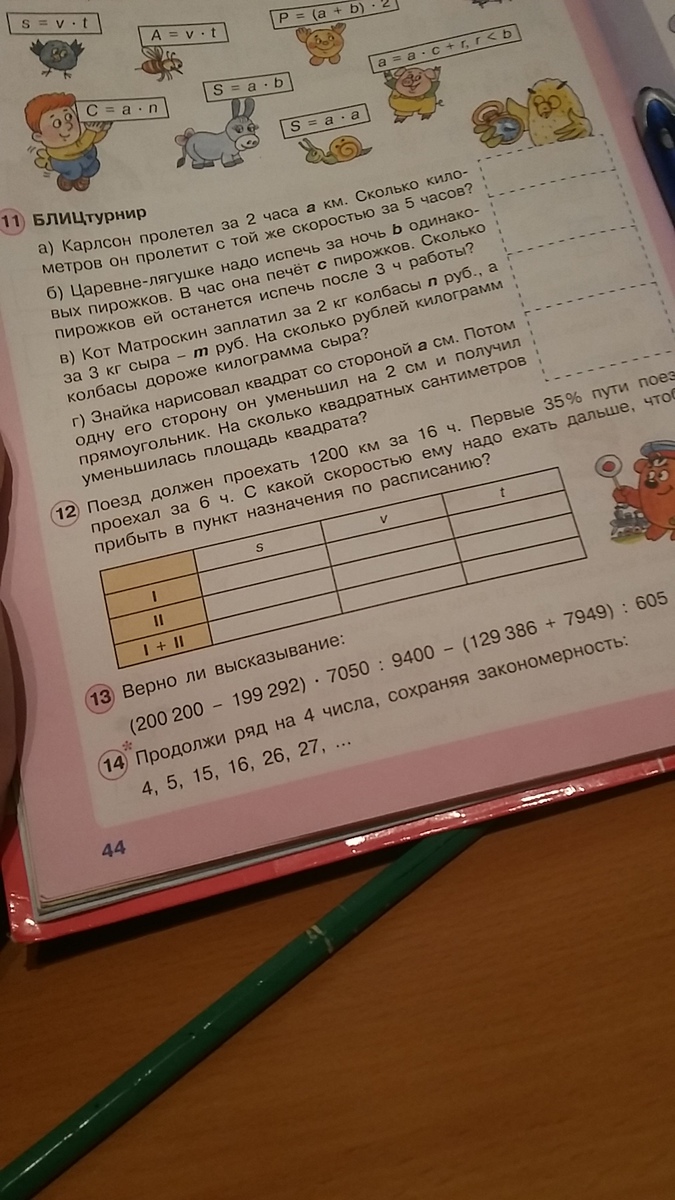 s = v · t
A = v · t
P = (a + b) · 2
C = a · n
S = a · b
S = a · a
a = a · c + r, r < b
11 БЛИЦтурнир
а) Карлсон пролетел за 2 часа a км. Сколько кило-
метров он пролетит с той же скоростью за 5 часов?
б) Царевне-лягушке надо испечь за ночь b одинако-
вых пирожков. В час она печёт c пирожков. Сколько
пирожков ей останется испечь после 3 ч работы?
в) Кот Матроскин заплатил за 2 кг колбасы n руб., а
за 3 кг сыра – m руб. На сколько рублей килограмм
колбасы дороже килограмма сыра?
г) Знайка нарисовал квадрат со стороной a см. Потом
одну его сторону он уменьшил на 2 см и получил
прямоугольник. На сколько квадратных сантиметров
уменьшилась площадь квадрата?
12 Поезд должен проехать 1200 км за 16 ч. Первые 35% пути поез
проехал за 6 ч. С какой скоростью ему надо ехать дальше, чтоб
прибыть в пункт назначения по расписанию?
s v t
I
II
I + II
13 Верно ли высказывание:
(200 200 – 199 292) · 7050 : 9400 – (129 386 + 7949) : 605
14* Продолжи ряд на 4 числа, сохраняя закономерность:
4, 5, 15, 16, 26, 27, ...
44